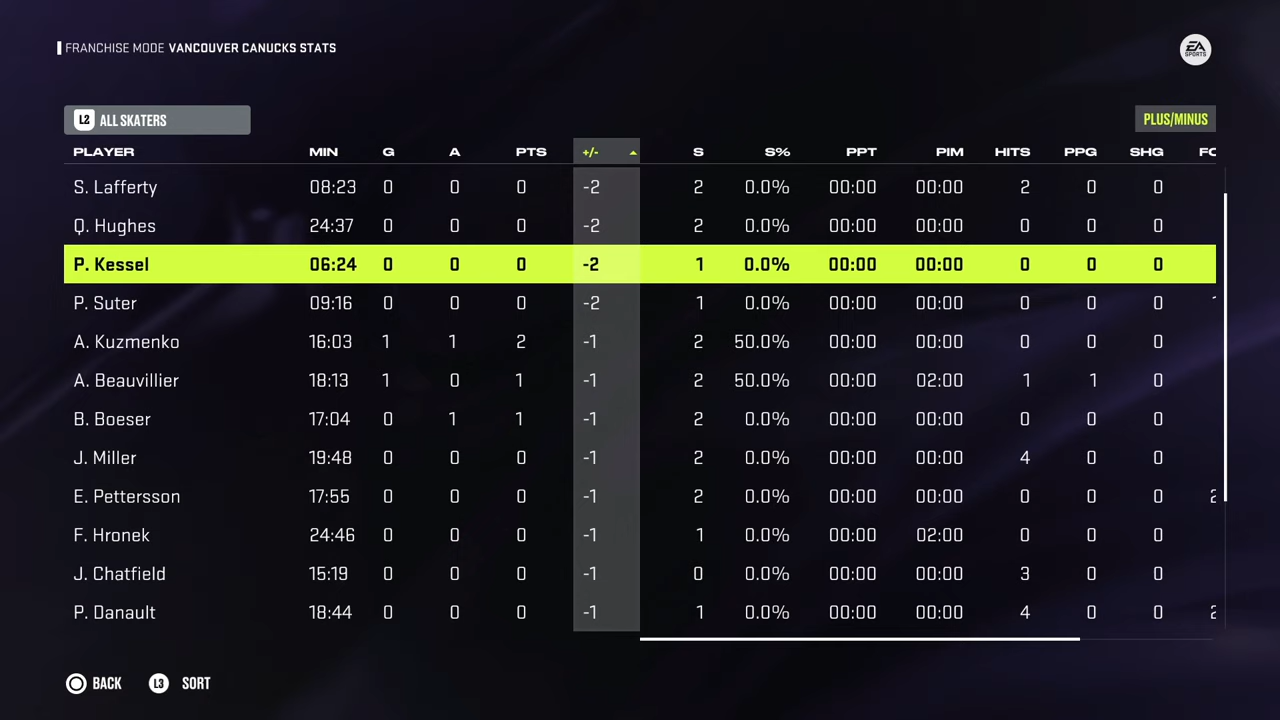 FRANCHISE MODE VANCOUVER CANUCKS STATS
EA SPORTS
L2 ALL SKATERS
PLUS/MINUS
PLAYER MIN G A PTS +/- S S% PPT PIM HITS PPG SHG
S. Lafferty 08:23 0 0 0 -2 2 0.0% 00:00 00:00 2 0 0
Q. Hughes 24:37 0 0 0 -2 2 0.0% 00:00 00:00 0 0 0
P. Kessel 06:24 0 0 0 -2 1 0.0% 00:00 00:00 0 0 0
P. Suter 09:16 0 0 0 -2 1 0.0% 00:00 00:00 0 0 0
A. Kuzmenko 16:03 1 1 2 -1 2 50.0% 00:00 00:00 0 0 0
A. Beauvillier 18:13 1 0 1 -1 2 50.0% 00:00 02:00 1 1 0
B. Boeser 17:04 0 1 1 -1 2 0.0% 00:00 00:00 0 0 0
J. Miller 19:48 0 0 0 -1 2 0.0% 00:00 00:00 4 0 0
E. Pettersson 17:55 0 0 0 -1 2 0.0% 00:00 00:00 0 0 0
F. Hronek 24:46 0 0 0 -1 1 0.0% 00:00 02:00 0 0 0
J. Chatfield 15:19 0 0 0 -1 0 0.0% 00:00 00:00 3 0 0
P. Danault 18:44 0 0 0 -1 1 0.0% 00:00 00:00 4 0 0
BACK L3 SORT